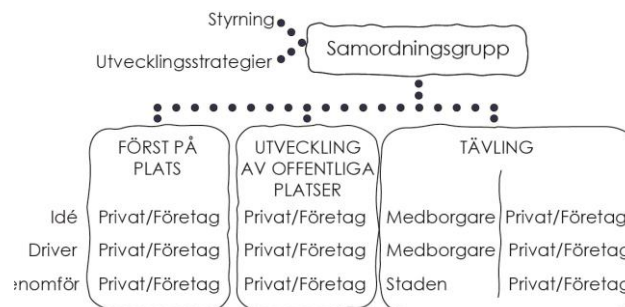 Styrning
Utvecklingsstrategier
Samordningsgrupp
FÖRST PÅ
PLATS
UTVECKLING
AV OFFENTLIGA
PLATSER
TÄVLING
Idé Privat/Företag Privat/Företag Medborgare Privat/Företag
Driver Privat/Företag Privat/Företag Medborgare Privat/Företag
enomför Privat/Företag Privat/Företag Staden Privat/Företag